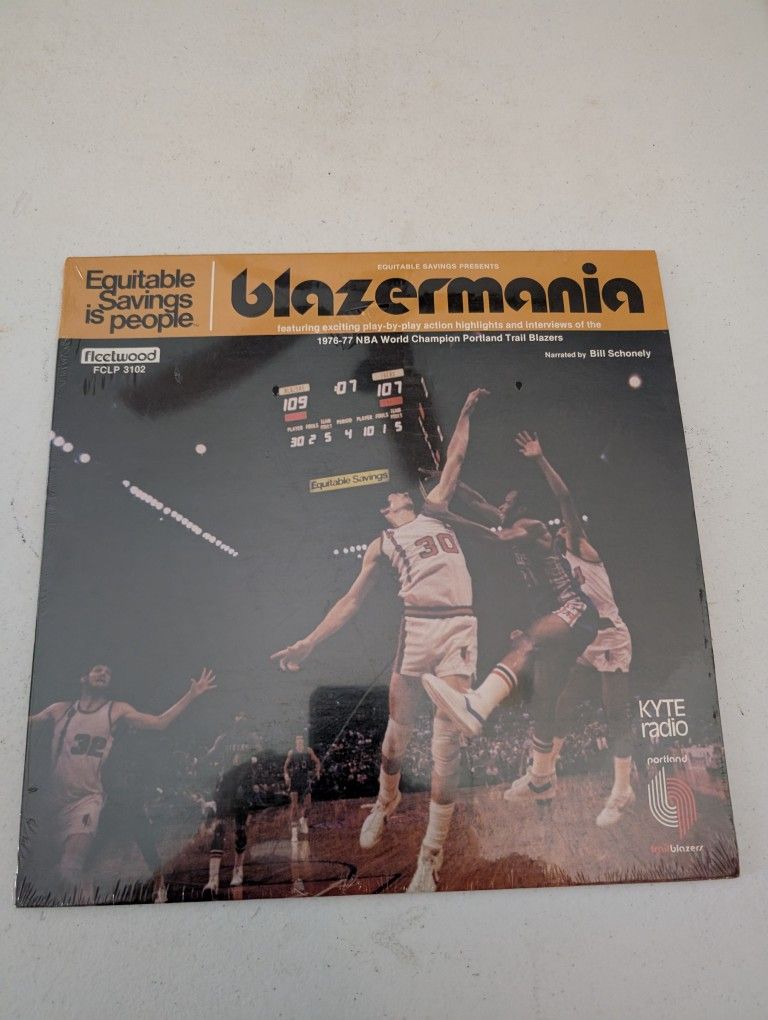 Equitable
Savings
is people
EQUITABLE SAVINGS PRESENTS
blazermania
featuring exciting play-by-play action highlights and interviews of the
1976-77 NBA World Champion Portland Trail Blazers
Narrated by Bill Schonely
fleetwood
FCLP 3102
:07
109
107
PLAYER FOULS TEAM PERIOD PLAYER FOULS TEAM
30 2 5 4 10 1 5
Equitable Savings
30
32
KYTE
radio
portland
trailblazers